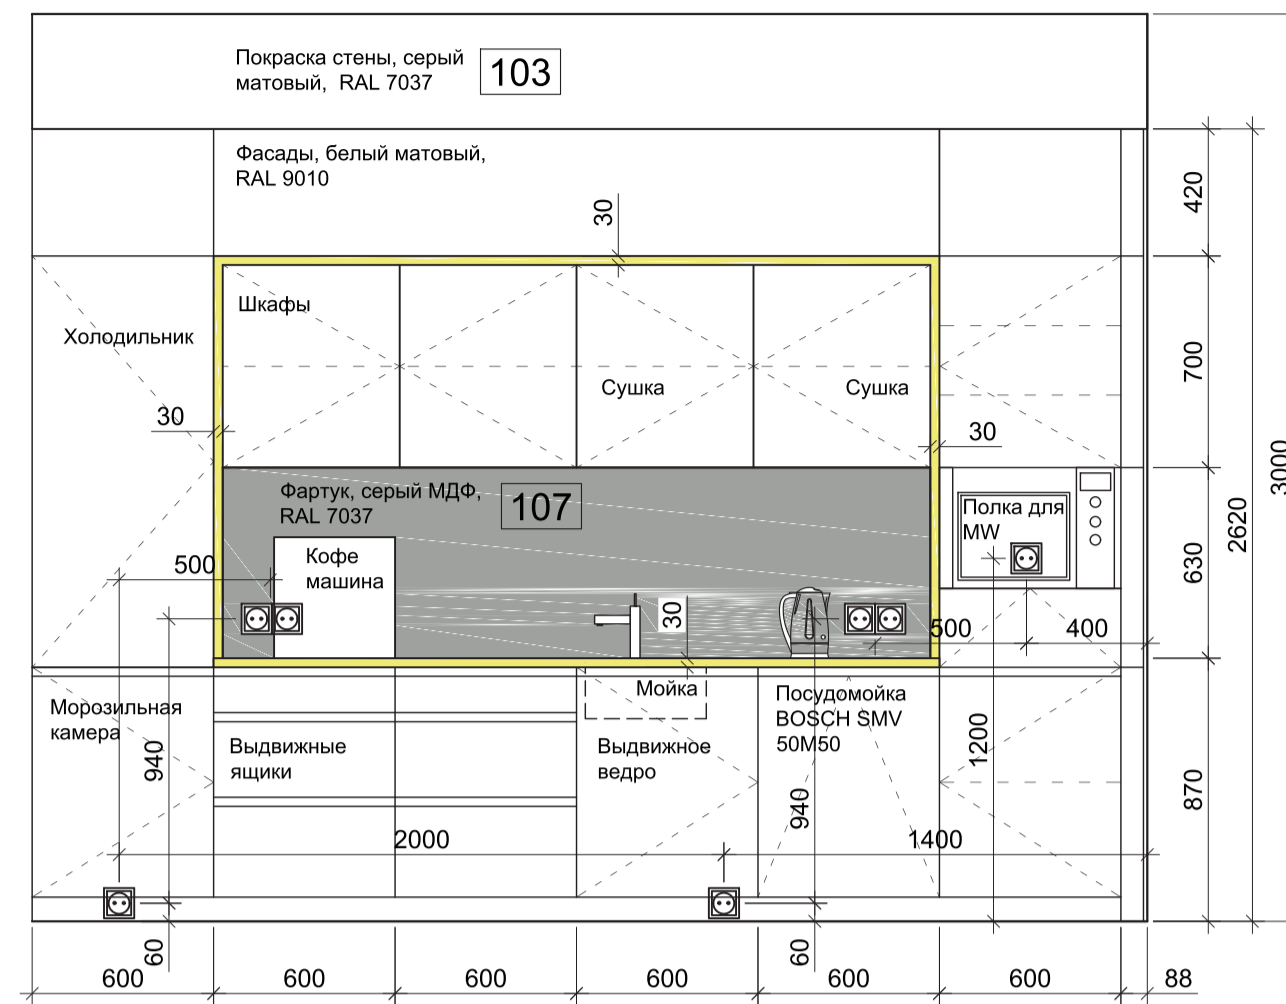 Покраска стены, серый
матовый, RAL 7037
103
Фасады, белый матовый,
RAL 9010
30
420
Шкафы
Холодильник
Сушка
Сушка
700
30
30
3000
2620
Фартук, серый МДФ,
RAL 7037
107
Полка для
MW
Кофе
машина
500
630
30
500
400
Мойка
Посудомойка
BOSCH SMV
50M50
Морозильная
камера
940
Выдвижные
ящики
Выдвижное
ведро
1200
940
870
2000
1400
60
60
600
600
600
600
600
600
88